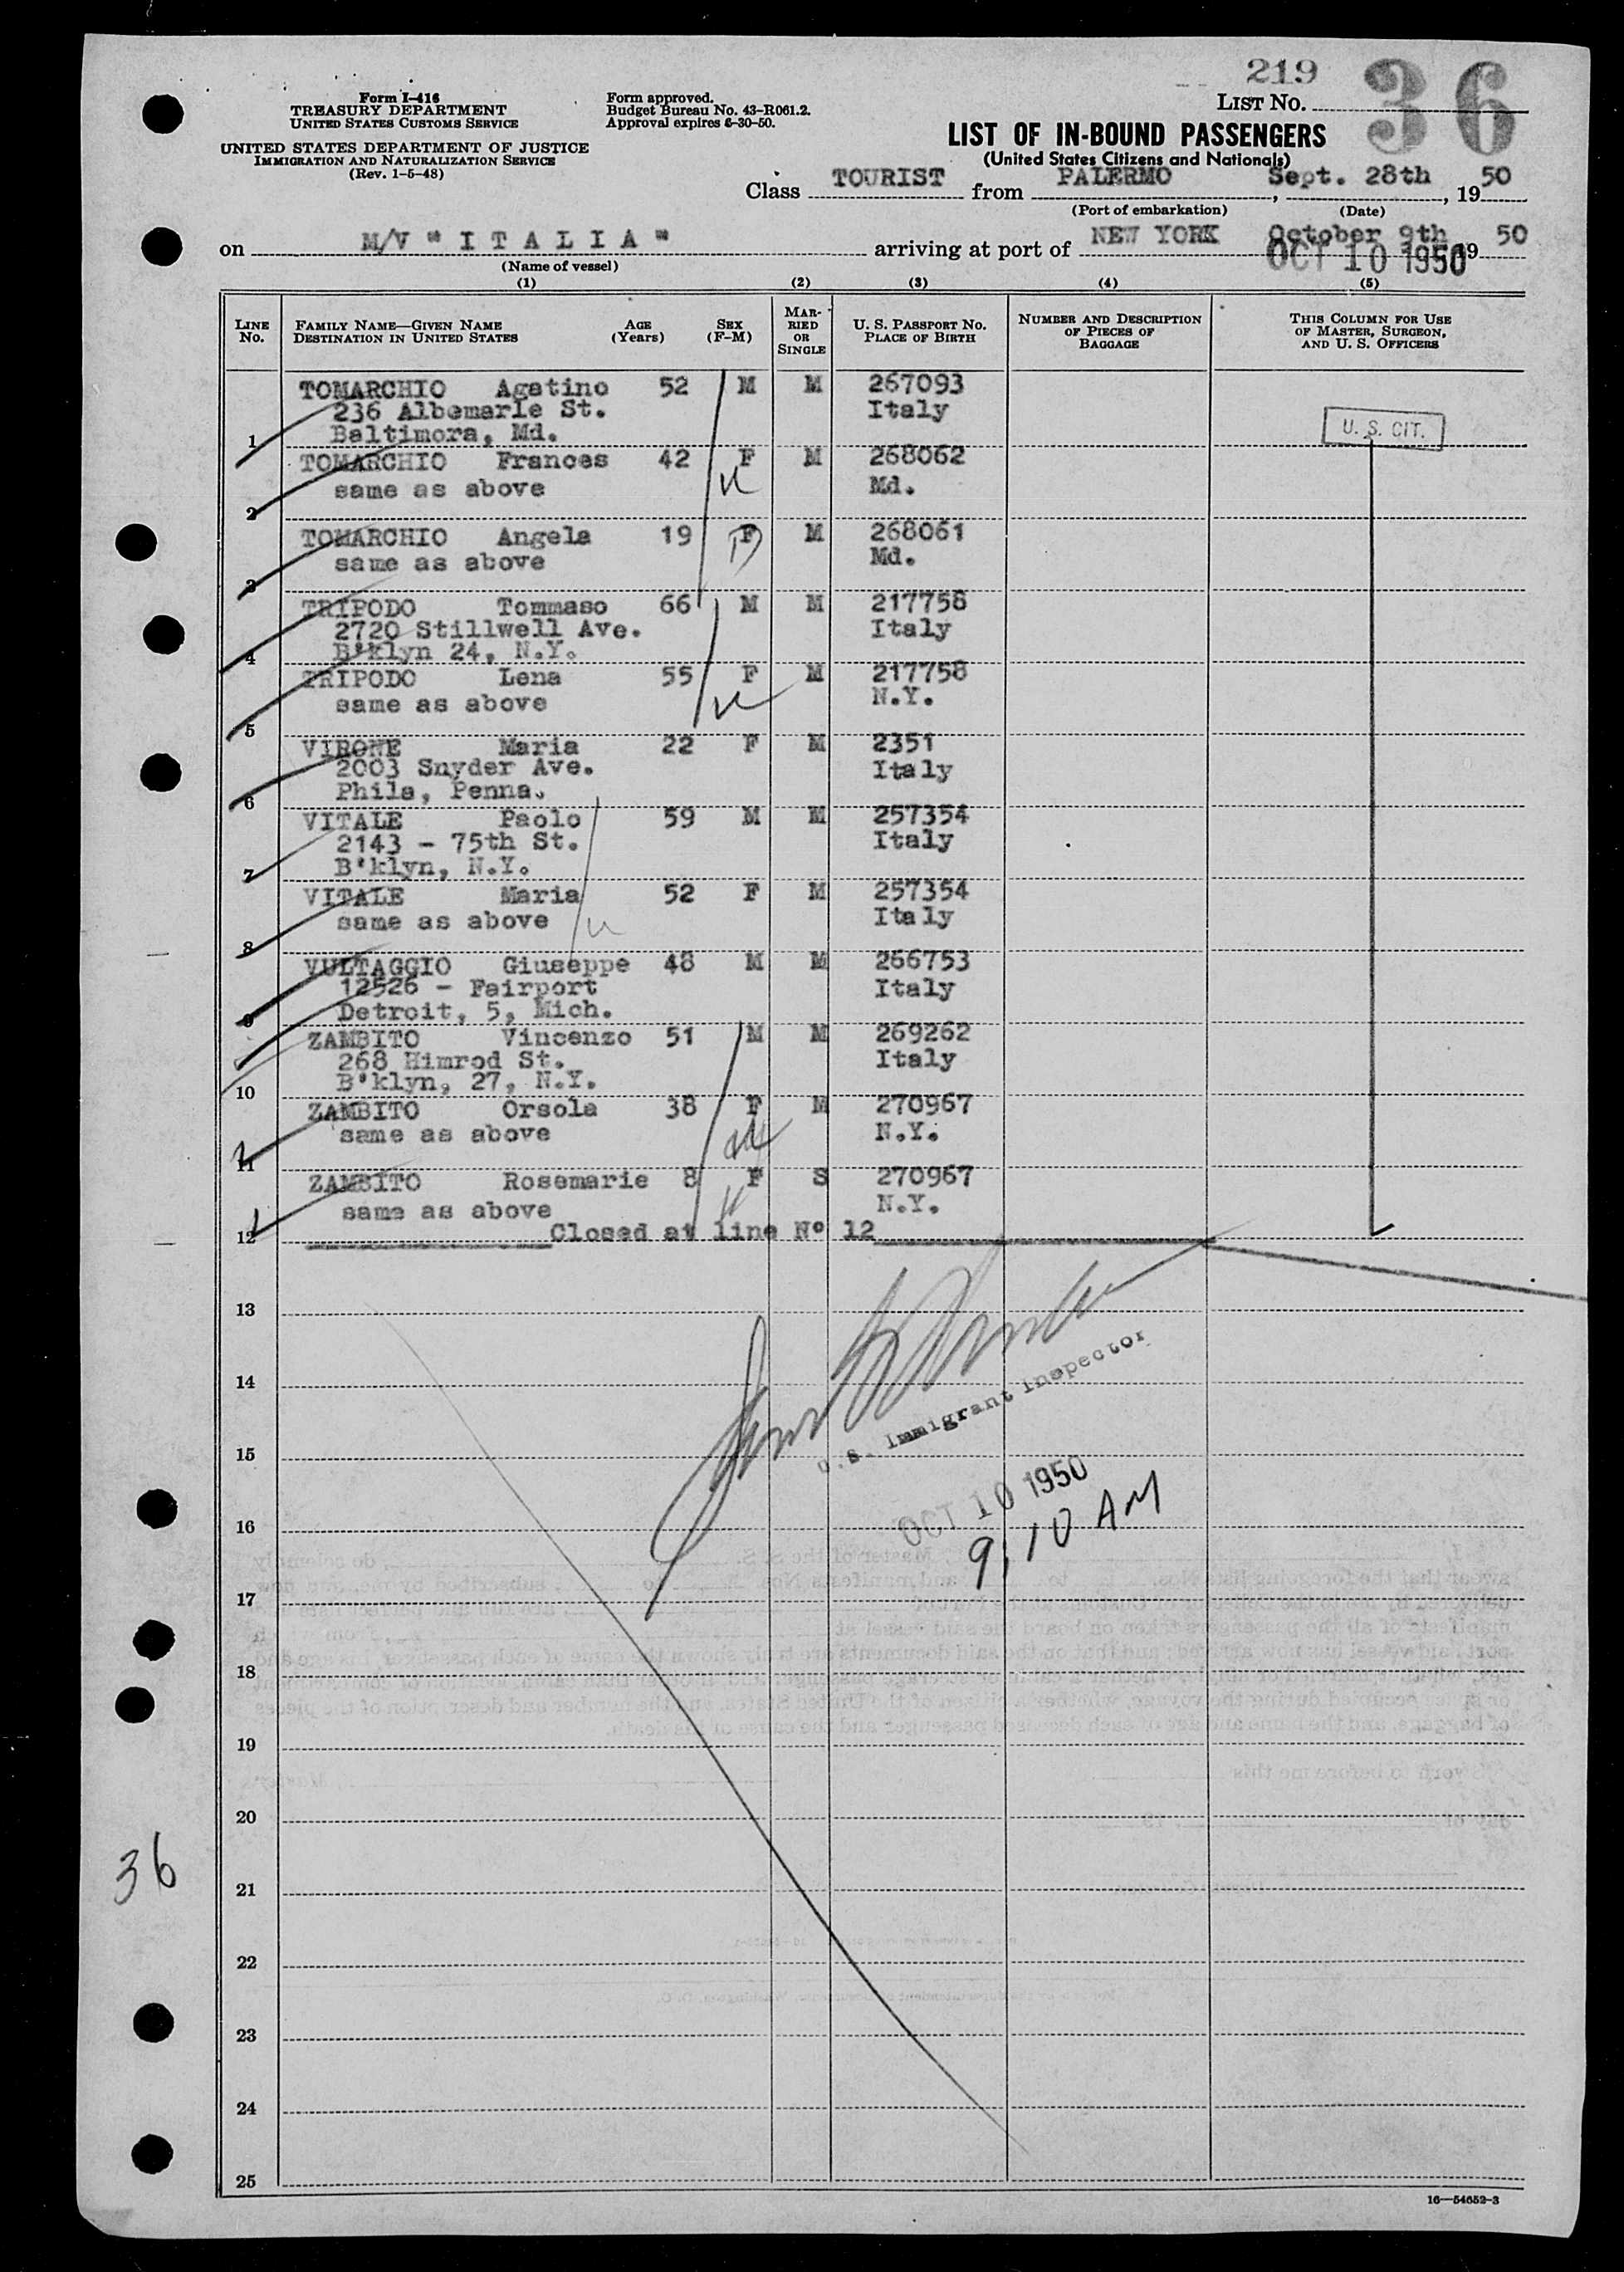 219
36
Form I-416
TREASURY DEPARTMENT
UNITED STATES CUSTOMS SERVICE
UNITED STATES DEPARTMENT OF JUSTICE
IMMIGRATION AND NATURALIZATION SERVICE
(Rev. 1-5-48)
Form approved.
Budget Bureau No. 43-R061.2.
Approval expires 6-30-50.
LIST NO.
LIST OF IN-BOUND PASSENGERS
(United States Citizens and Nationals)
Class TOURIST from PALERMO, Sept. 28th, 1950
(Port of embarkation) (Date)
on M/V "ITALIA" arriving at port of NEW YORK October 9th 1950
OCT 10 1950
(Name of vessel)
(1) (2) (3) (4) (5)
LINE NO. FAMILY NAME—GIVEN NAME DESTINATION IN UNITED STATES AGE (Years) SEX (F-M) MARRIED OR SINGLE U. S. PASSPORT NO. PLACE OF BIRTH NUMBER AND DESCRIPTION OF PIECES OF BAGGAGE THIS COLUMN FOR USE OF MASTER, SURGEON, AND U. S. OFFICERS
TOMARCHIO Agatino 52 M M 267093
236 Albemarle St. Italy
1 Baltimora, Md. U. S. CIT.
TOMARCHIO Frances 42 F M 268062
same as above Md.
2
TOMARCHIO Angela 19 F M 268061
same as above Md.
3
TRIPODO Tommaso 66 M M 217758
2720 Stillwell Ave. Italy
4 B'klyn 24, N.Y.
TRIPODO Lena 55 F M 217758
same as above N.Y.
5
VIRONE Maria 22 F M 2351
2003 Snyder Ave. Italy
6 Phila, Penna.
VITALE Paolo 59 M M 257354
2143 - 75th St. Italy
7 B'klyn, N.Y.
VITALE Maria 52 F M 257354
same as above Italy
8
VULTAGGIO Giuseppe 48 M M 266753
12526 - Fairport Italy
9 Detroit, 5, Mich.
ZAMBITO Vincenzo 51 M M 269262
268 Himrod St. Italy
10 B'klyn, 27, N.Y.
ZAMBITO Orsola 38 F M 270967
same as above N.Y.
11
ZAMBITO Rosemarie 8 F S 270967
same as above N.Y.
12 Closed at line Nº 12
13
14
U.S. Immigrant Inspector
15
OCT 10 1950
16
9,10 AM
17
18
19
20
36
21
22
23
24
25
16—54652-3